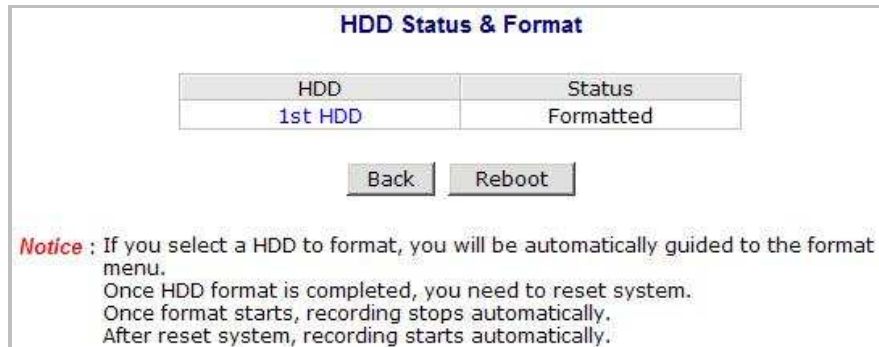 HDD Status & Format
HDD Status
1st HDD Formatted
Back Reboot
Notice : If you select a HDD to format, you will be automatically guided to the format
menu.
Once HDD format is completed, you need to reset system.
Once format starts, recording stops automatically.
After reset system, recording starts automatically.